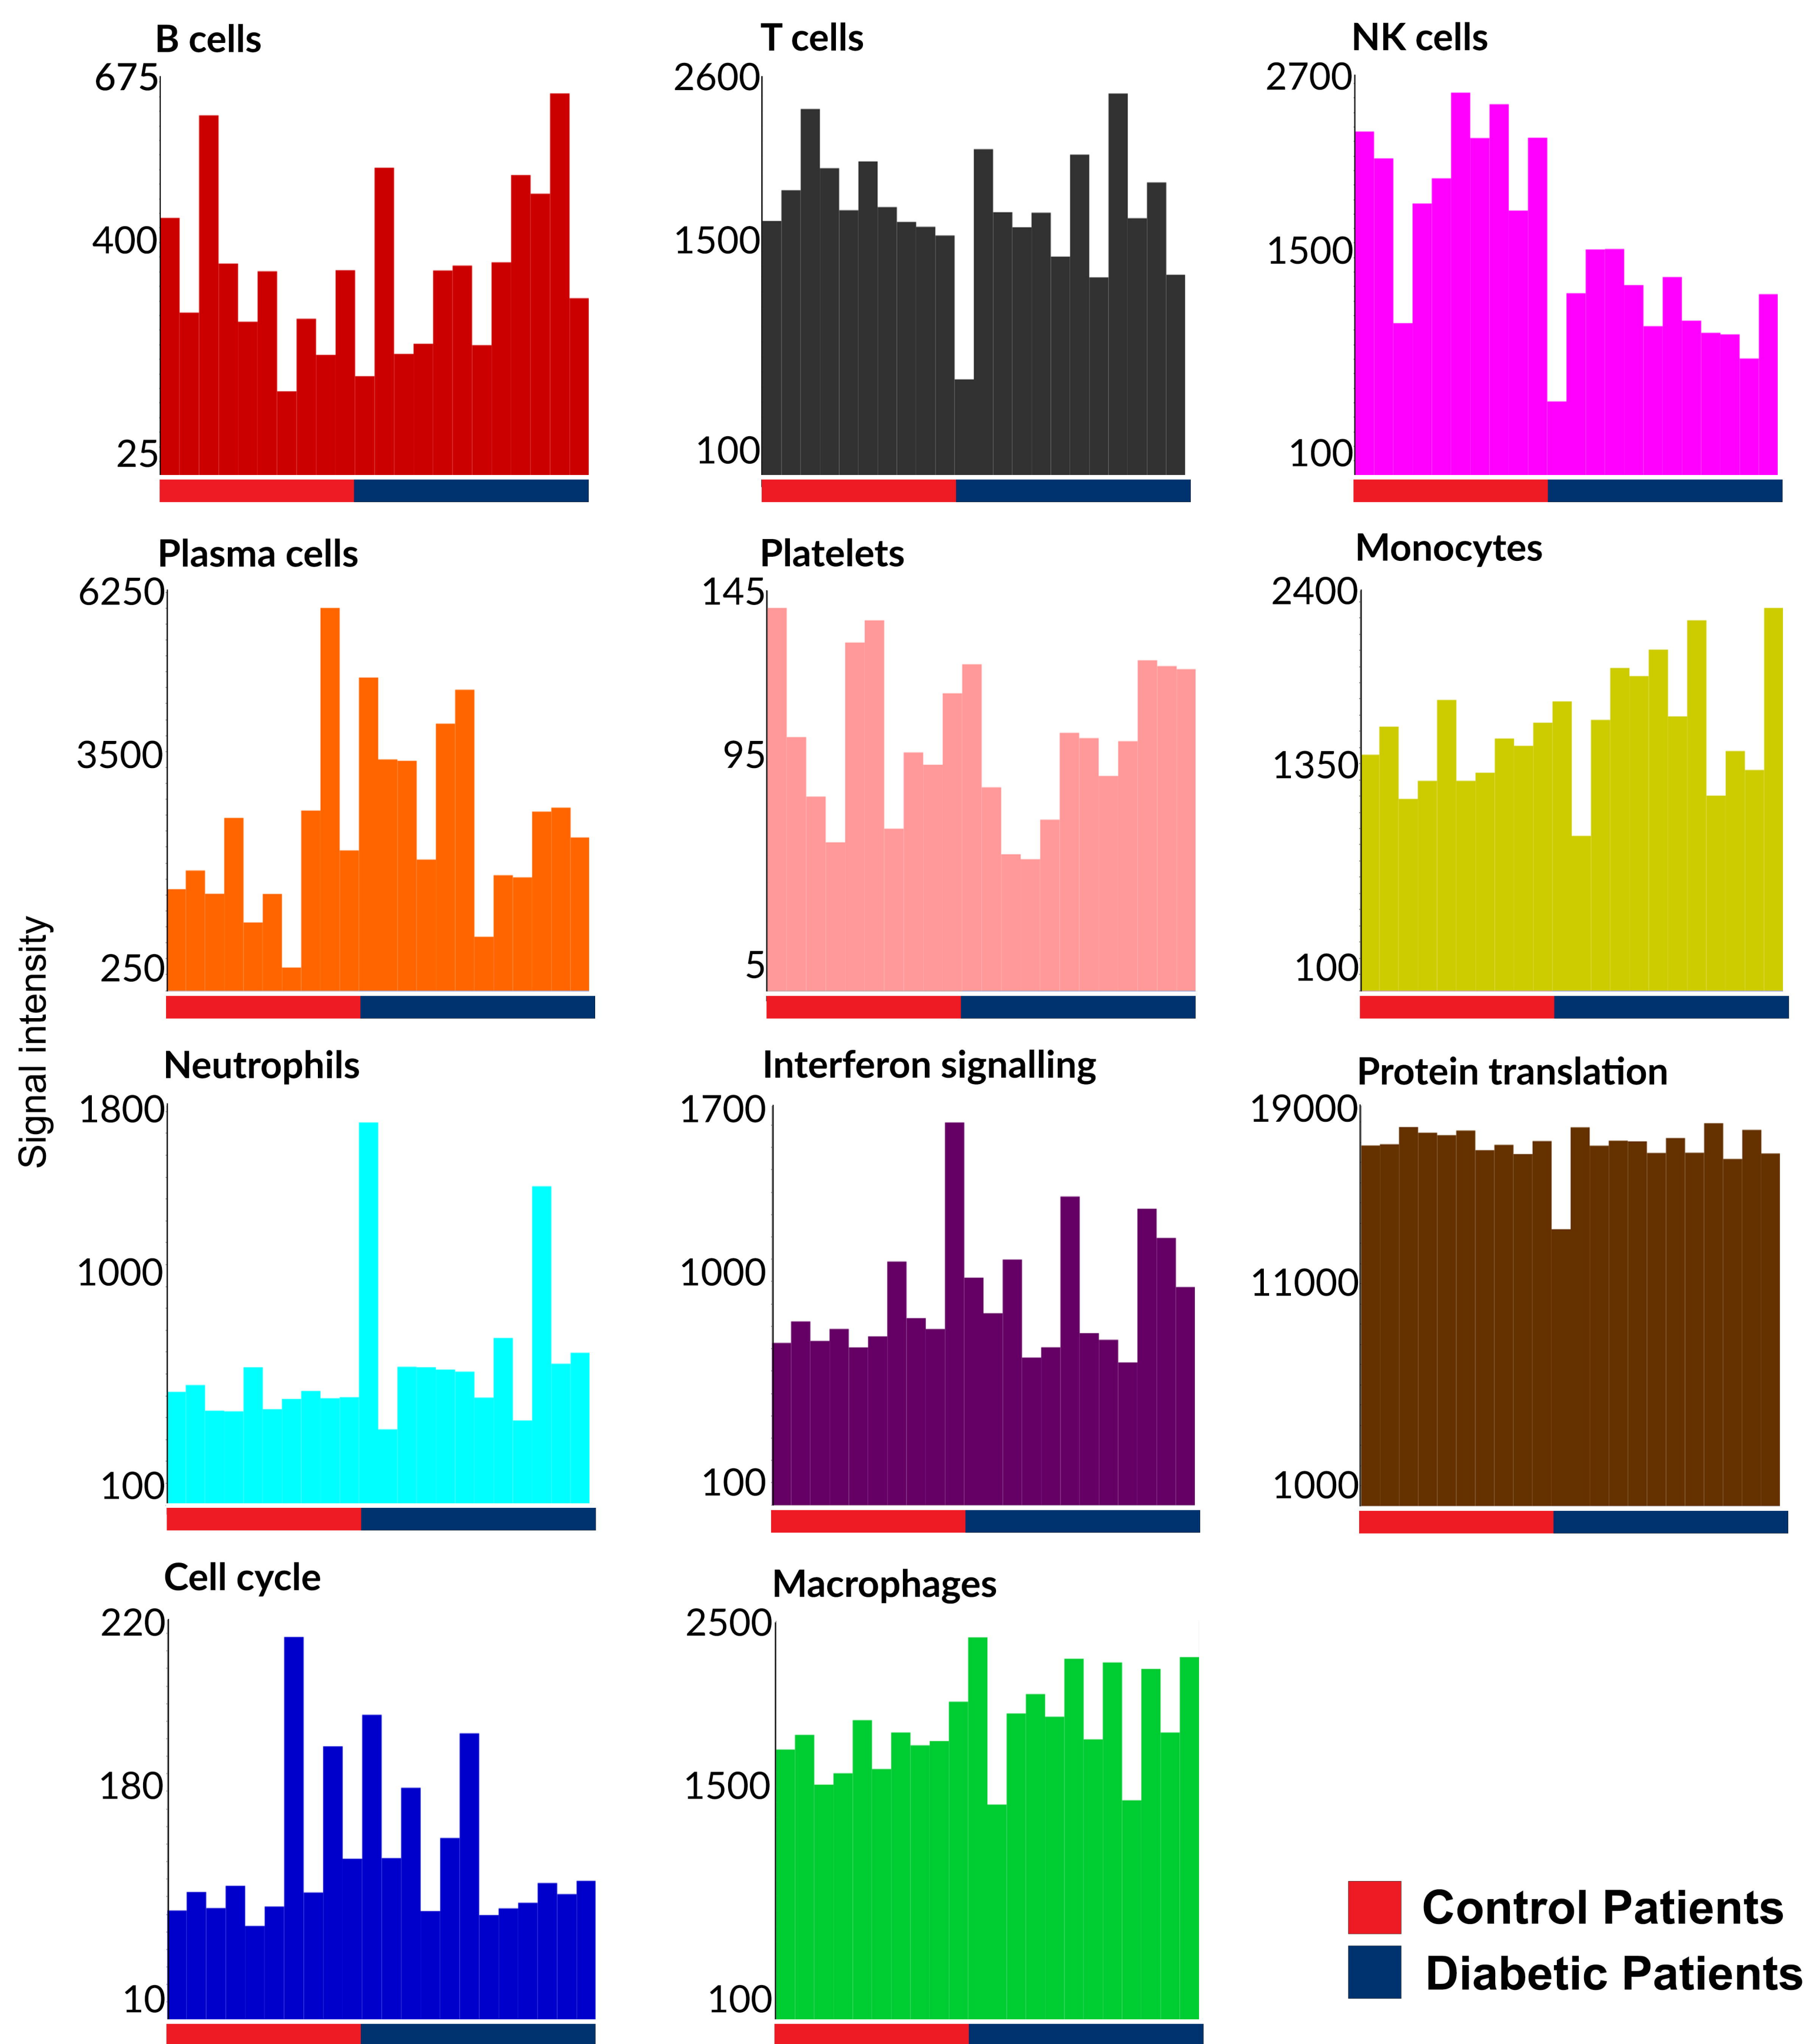 B cells
675
400
25
T cells
2600
1500
100
NK cells
2700
1500
100
Plasma cells
6250
3500
250
Platelets
145
95
5
Monocytes
2400
1350
100
Signal intensity
Neutrophils
1800
1000
100
Interferon signalling
1700
1000
100
Protein translation
19000
11000
1000
Cell cycle
220
180
10
Macrophages
2500
1500
100
Control Patients
Diabetic Patients